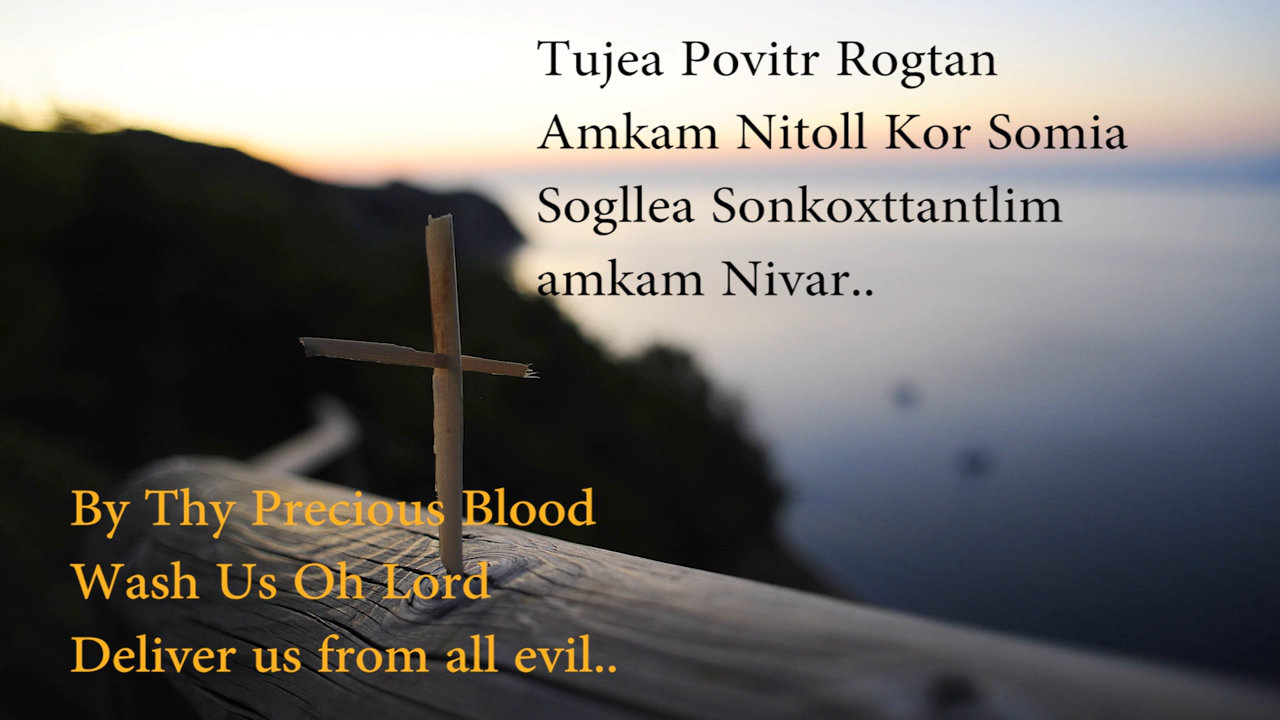 Tujea Povitr Rogtan
Amkam Nitoll Kor Somia
Sogllea Sonkoxttantlim
amkam Nivar..
By Thy Precious Blood
Wash Us Oh Lord
Deliver us from all evil..